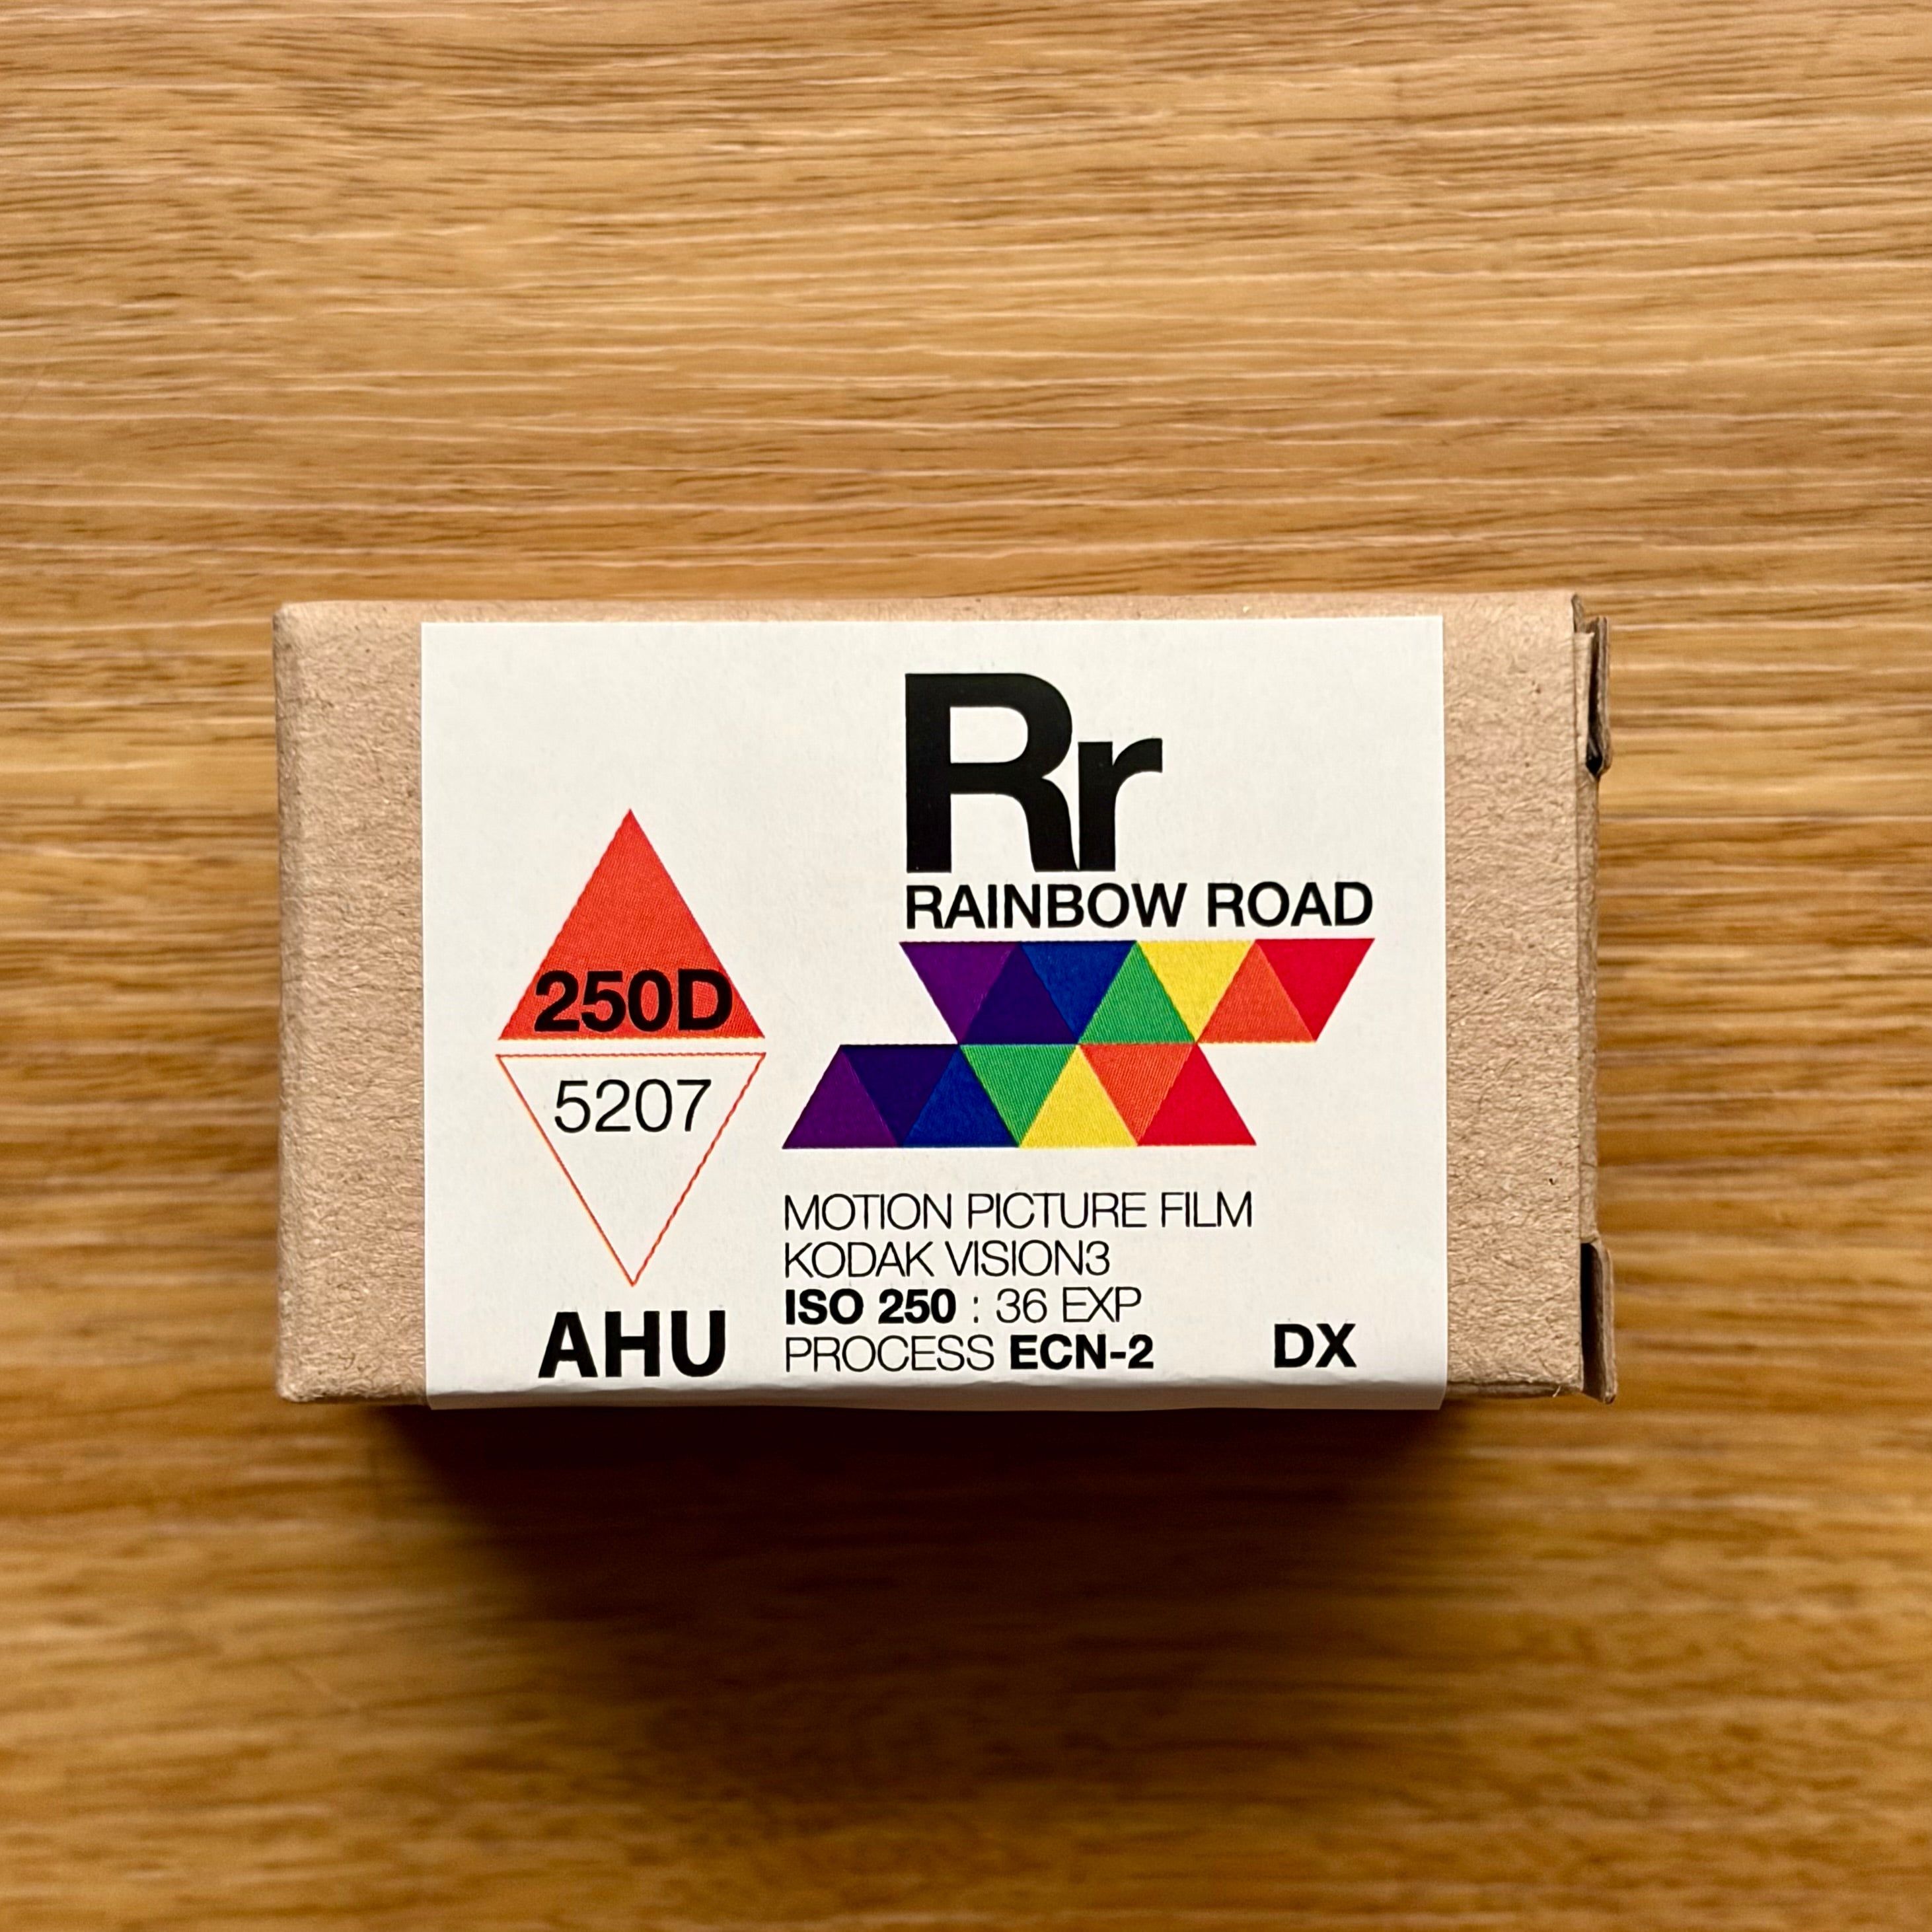 Rr
RAINBOW ROAD
250D
5207
AHU
MOTION PICTURE FILM
KODAK VISION3
ISO 250 : 36 EXP
PROCESS ECN-2
DX